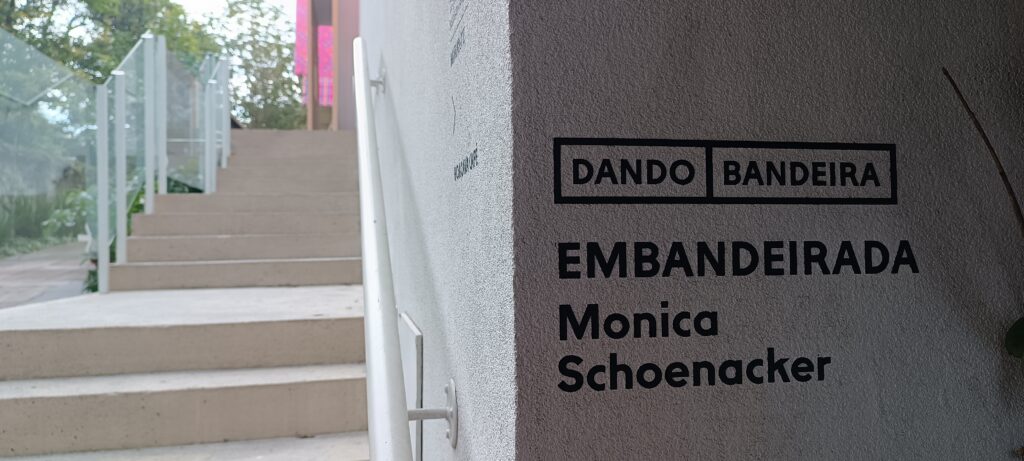 DANDO BANDEIRA
EMBANDEIRADA
Monica
Schoenacker